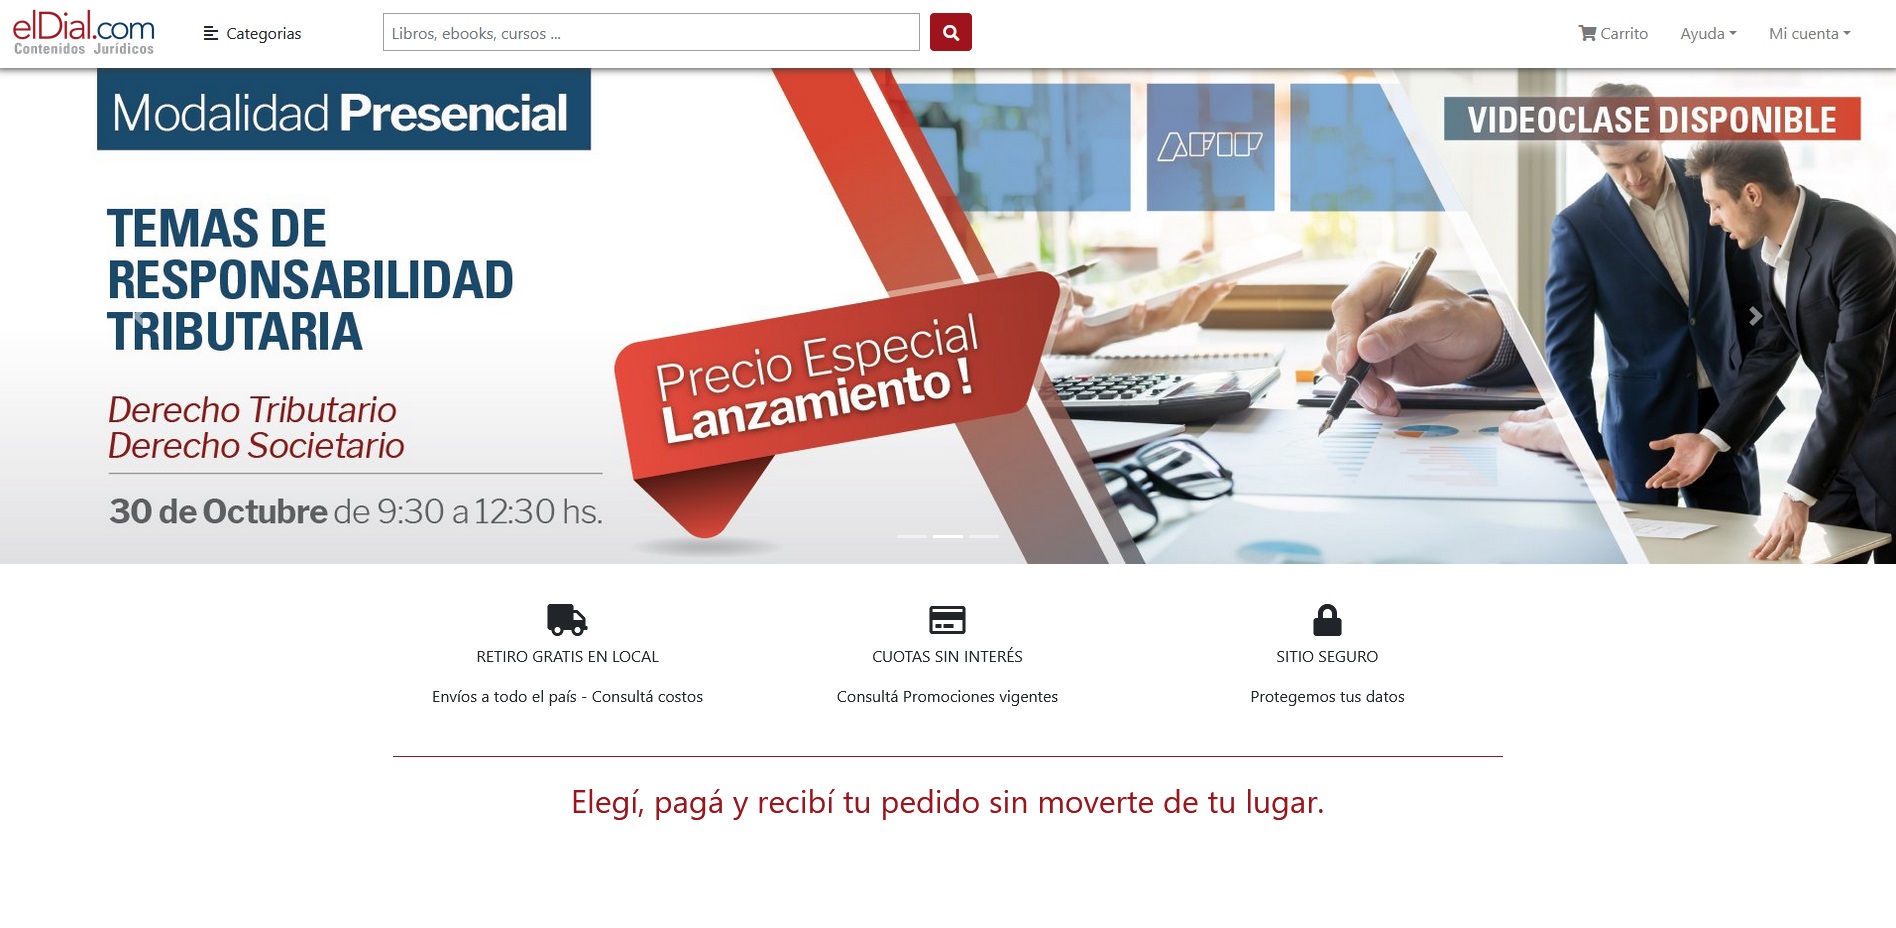 elDial.com
Contenidos Jurídicos
Categorias
Libros, ebooks, cursos ...
Carrito
Ayuda
Mi cuenta
Modalidad Presencial
VIDEOCLASE DISPONIBLE
AFIP
TEMAS DE
RESPONSABILIDAD
TRIBUTARIA
Precio Especial
Lanzamiento !
Derecho Tributario
Derecho Societario
30 de Octubre de 9:30 a 12:30 hs.
RETIRO GRATIS EN LOCAL
Envíos a todo el país - Consultá costos
CUOTAS SIN INTERÉS
Consultá Promociones vigentes
SITIO SEGURO
Protegemos tus datos
Elegí, pagá y recibí tu pedido sin moverte de tu lugar.